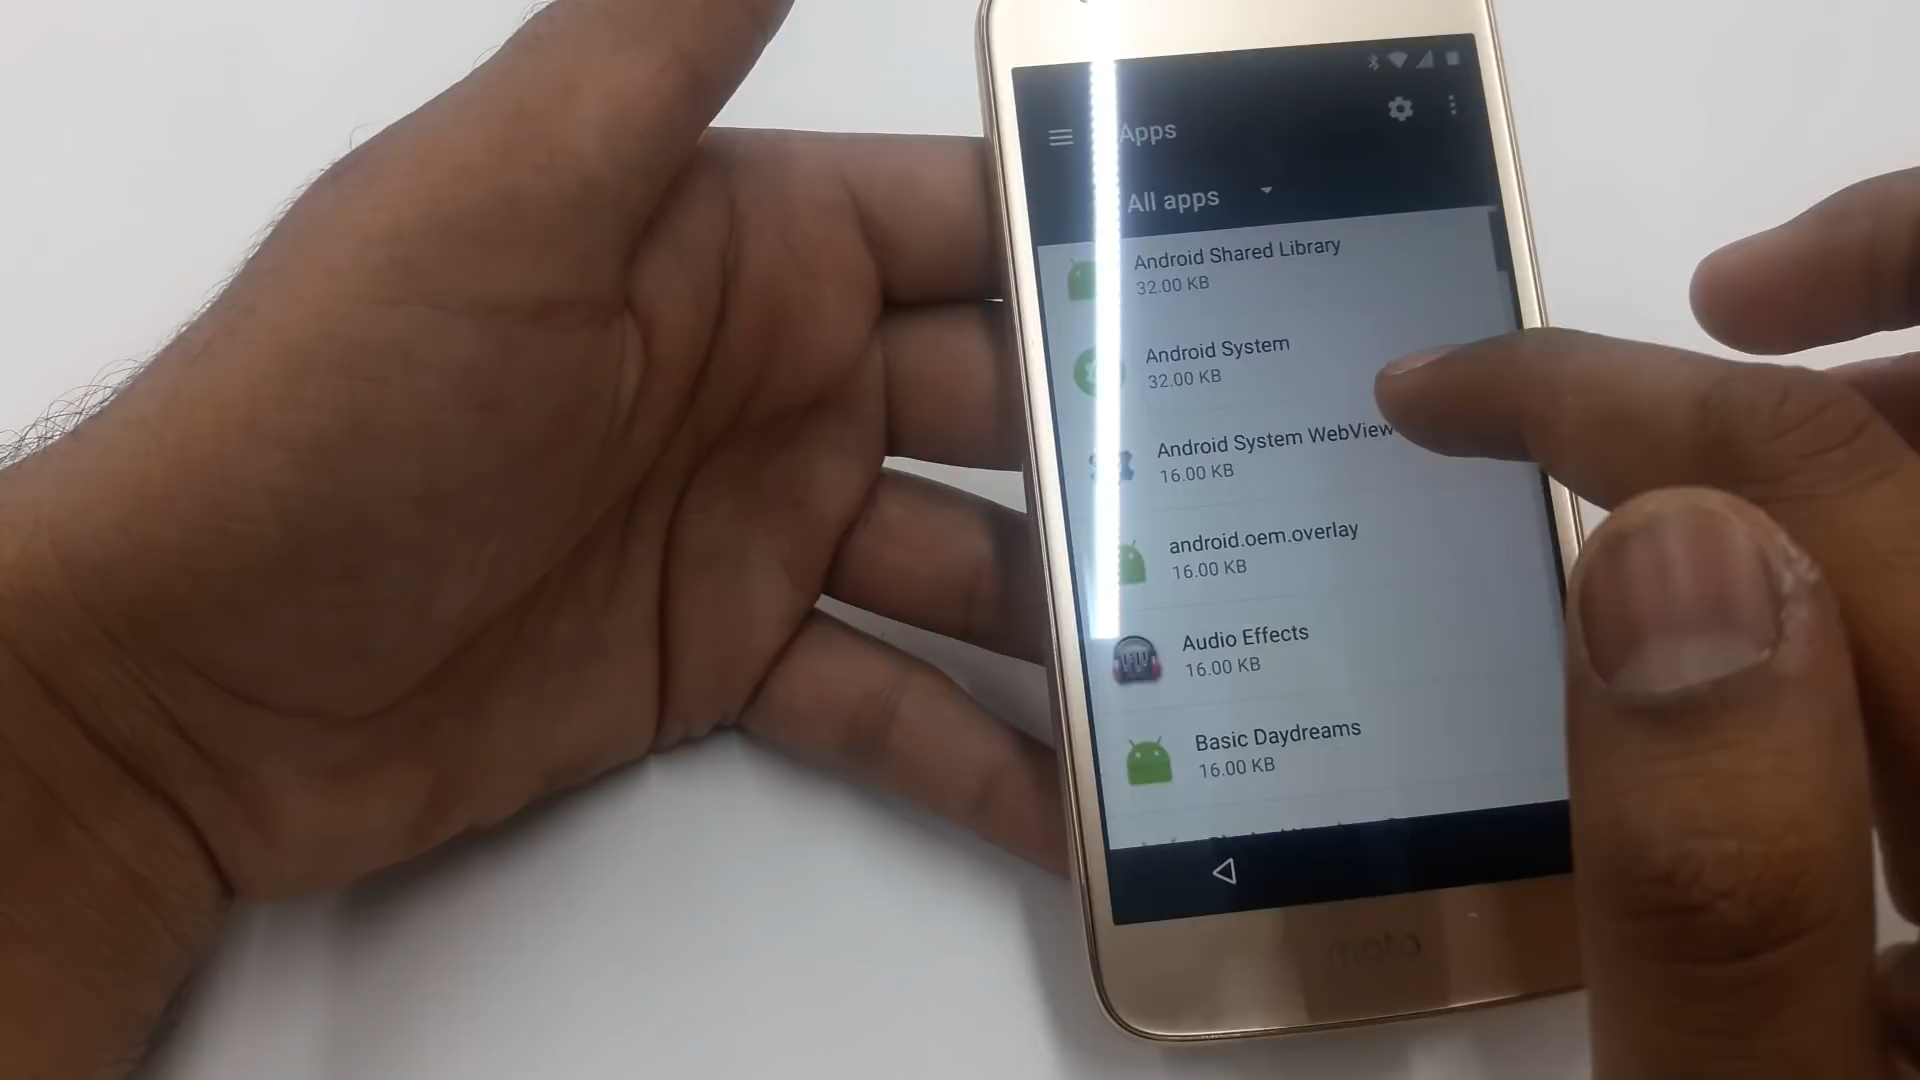 Apps
All apps
Android Shared Library
32.00 KB
Android System
32.00 KB
Android System WebView
16.00 KB
android.oem.overlay
16.00 KB
Audio Effects
16.00 KB
Basic Daydreams
16.00 KB
moto